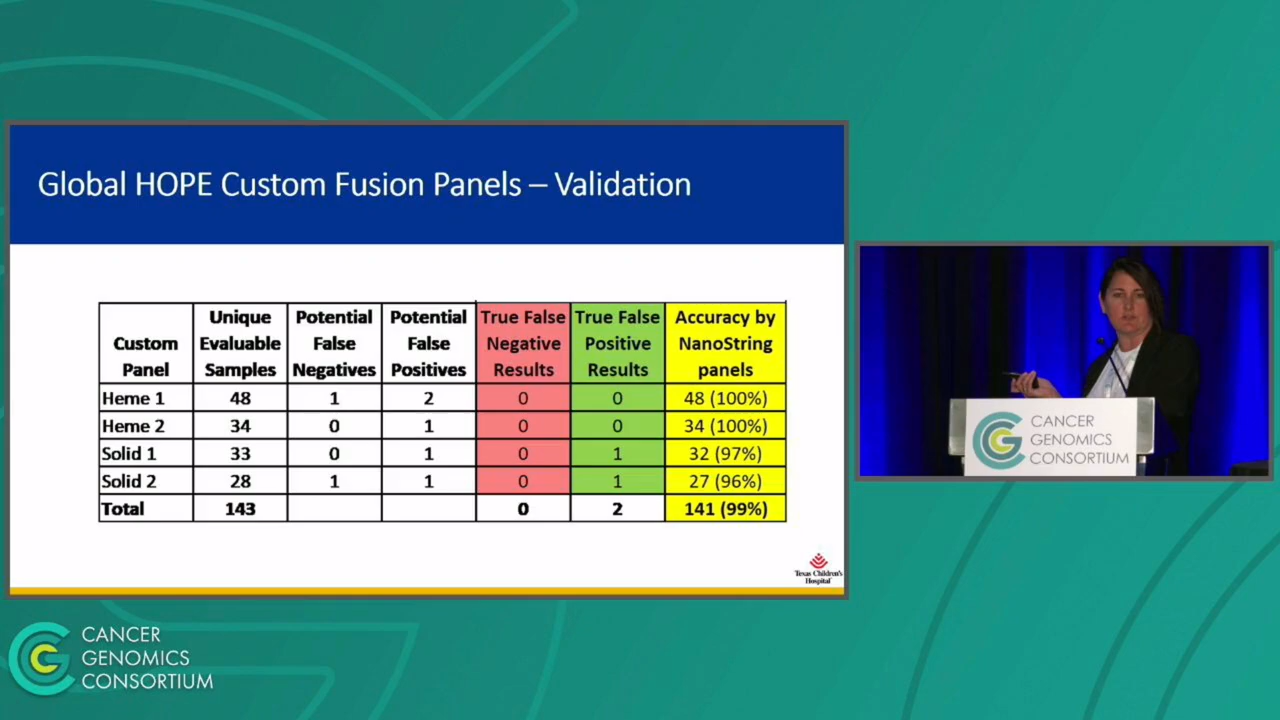 Global HOPE Custom Fusion Panels – Validation
Custom Panel
Unique Evaluable Samples
Potential False Negatives
Potential False Positives
True False Negative Results
True False Positive Results
Accuracy by NanoString panels
Heme 1 48 1 2 0 0 48 (100%)
Heme 2 34 0 1 0 0 34 (100%)
Solid 1 33 0 1 0 1 32 (97%)
Solid 2 28 1 1 0 1 27 (96%)
Total 143 0 2 141 (99%)
Texas Children's
Hospital
CANCER
GENOMICS
CONSORTIUM
CANCER
GENOMICS
CONSORTIUM